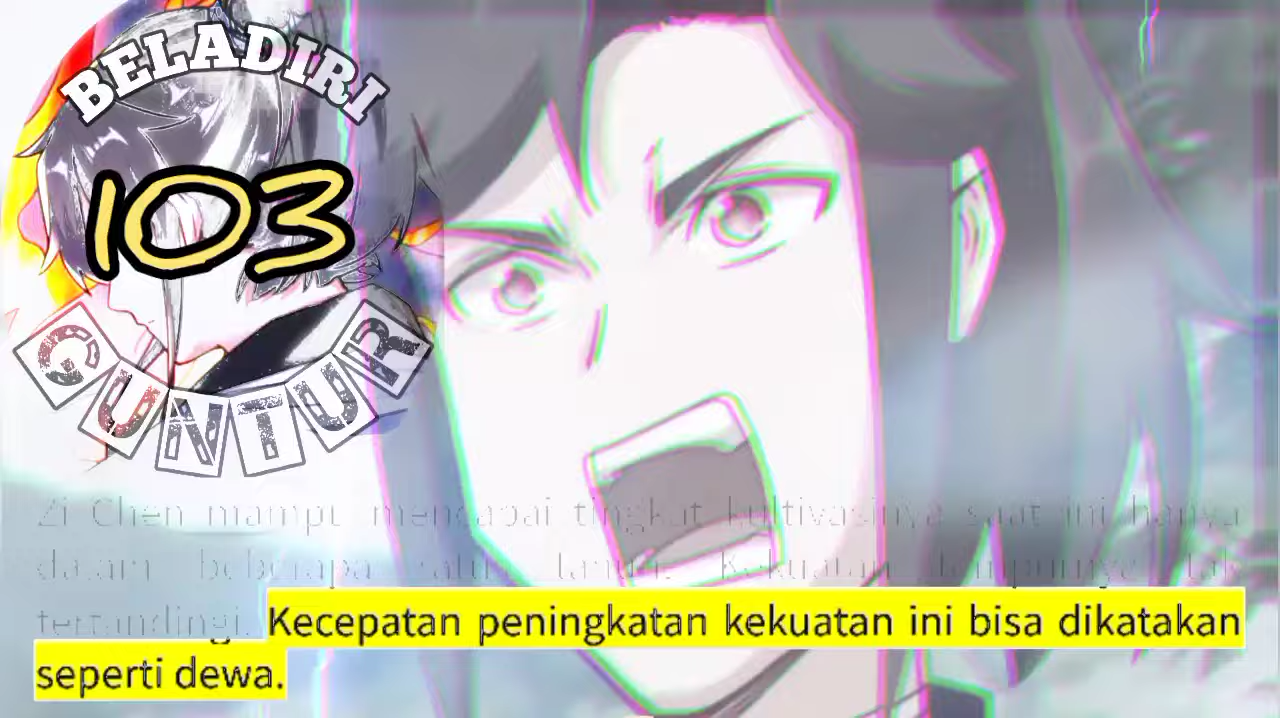 BELADIRI
103
GUNTUR
Zi Chen mampu mencapai tingkat kultivasinya saat ini hanya
dalam beberapa ratus tahun. Kekuatan tempurnya tak
tertandingi. Kecepatan peningkatan kekuatan ini bisa dikatakan
seperti dewa.